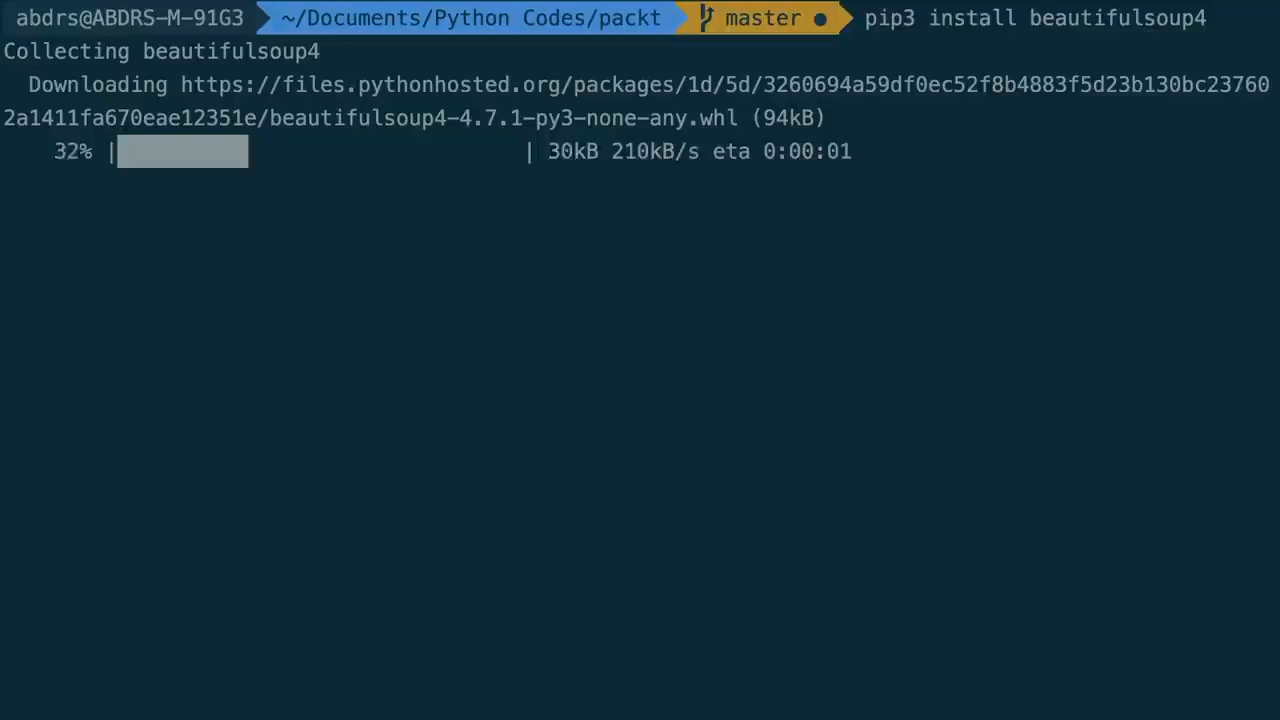 abdrs@ABDRS-M-91G3 ~/Documents/Python Codes/packt master ● pip3 install beautifulsoup4
Collecting beautifulsoup4
Downloading https://files.pythonhosted.org/packages/1d/5d/3260694a59df0ec52f8b4883f5d23b130bc23760
2a1411fa670eae12351e/beautifulsoup4-4.7.1-py3-none-any.whl (94kB)
32% | | 30kB 210kB/s eta 0:00:01